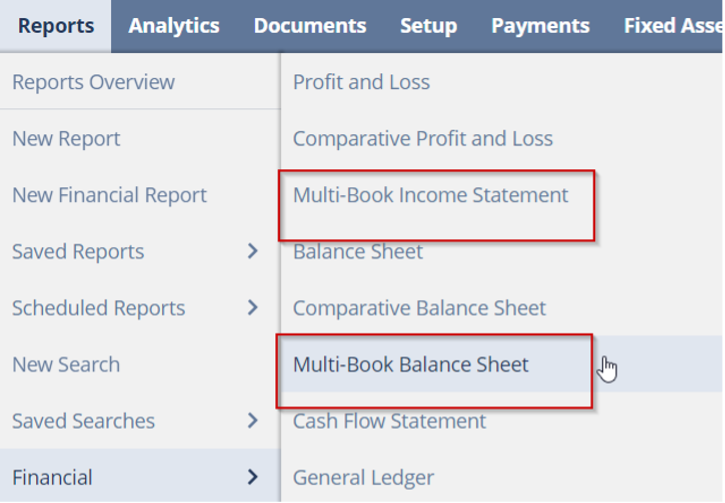 Reports Analytics Documents Setup Payments Fixed Asse
Reports Overview
New Report
New Financial Report
Saved Reports
Scheduled Reports
New Search
Saved Searches
Financial
Profit and Loss
Comparative Profit and Loss
Multi-Book Income Statement
Balance Sheet
Comparative Balance Sheet
Multi-Book Balance Sheet
Cash Flow Statement
General Ledger